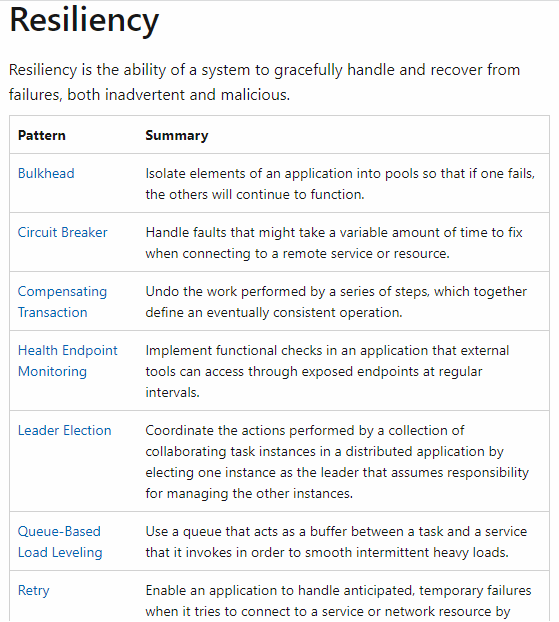 Resiliency
Resiliency is the ability of a system to gracefully handle and recover from
failures, both inadvertent and malicious.
Pattern Summary
Bulkhead Isolate elements of an application into pools so that if one fails,
the others will continue to function.
Circuit Breaker Handle faults that might take a variable amount of time to fix
when connecting to a remote service or resource.
Compensating Undo the work performed by a series of steps, which together
Transaction define an eventually consistent operation.
Health Endpoint Implement functional checks in an application that external
Monitoring tools can access through exposed endpoints at regular
intervals.
Leader Election Coordinate the actions performed by a collection of
collaborating task instances in a distributed application by
electing one instance as the leader that assumes responsibility
for managing the other instances.
Queue-Based Use a queue that acts as a buffer between a task and a service
Load Leveling that it invokes in order to smooth intermittent heavy loads.
Retry Enable an application to handle anticipated, temporary failures
when it tries to connect to a service or network resource by